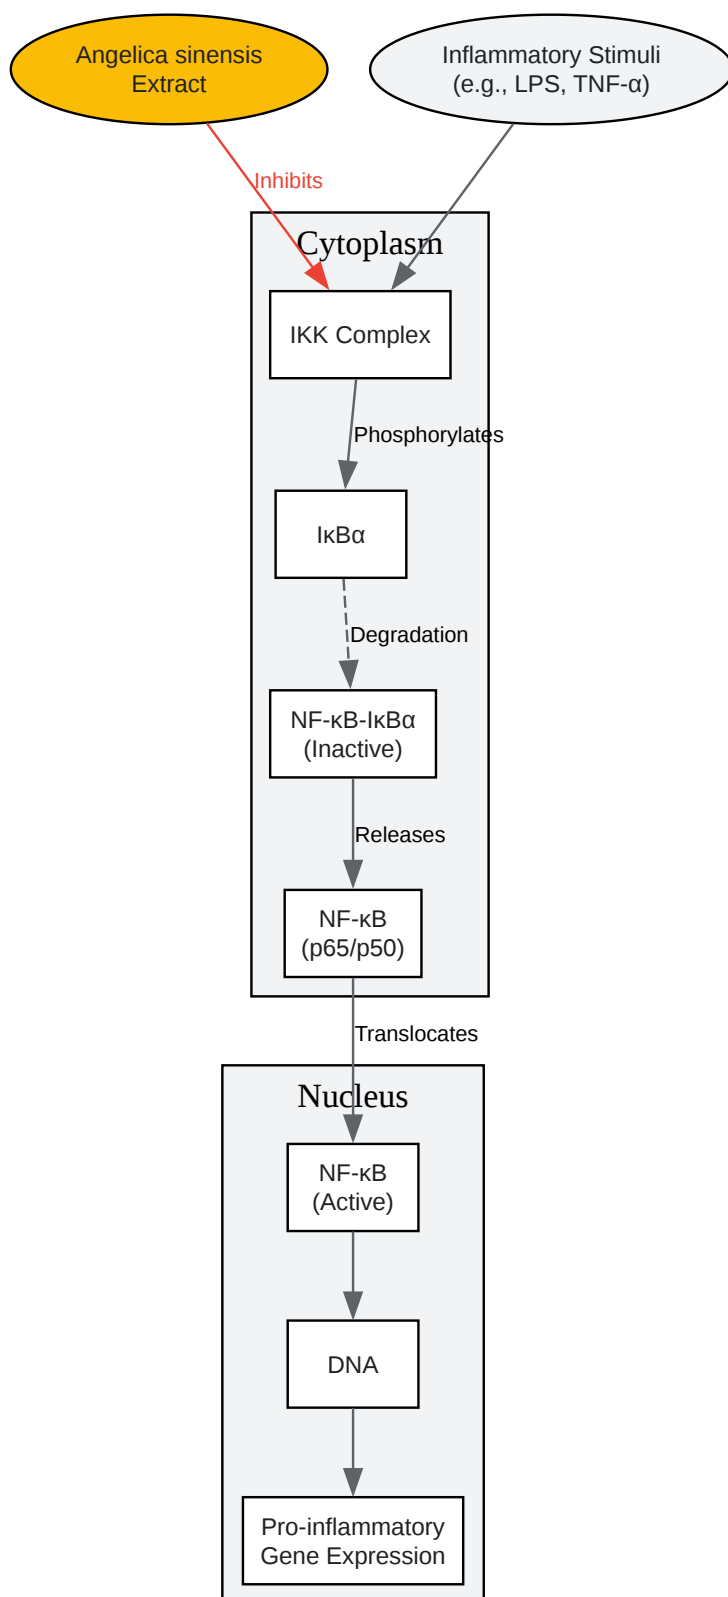 Angelica sinensis
Extract
Inflammatory Stimuli
(e.g., LPS, TNF-α)
Inhibits
Cytoplasm
IKK Complex
Phosphorylates
IκBα
Degradation
NF-κB-IκBα
(Inactive)
Releases
NF-κB
(p65/p50)
Translocates
Nucleus
NF-κB
(Active)
DNA
Pro-inflammatory
Gene Expression